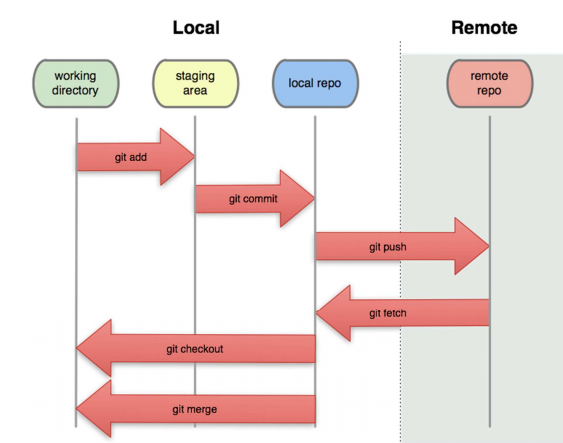 Local
Remote
working
directory
staging
area
local repo
remote
repo
git add
git commit
git push
git fetch
git checkout
git merge